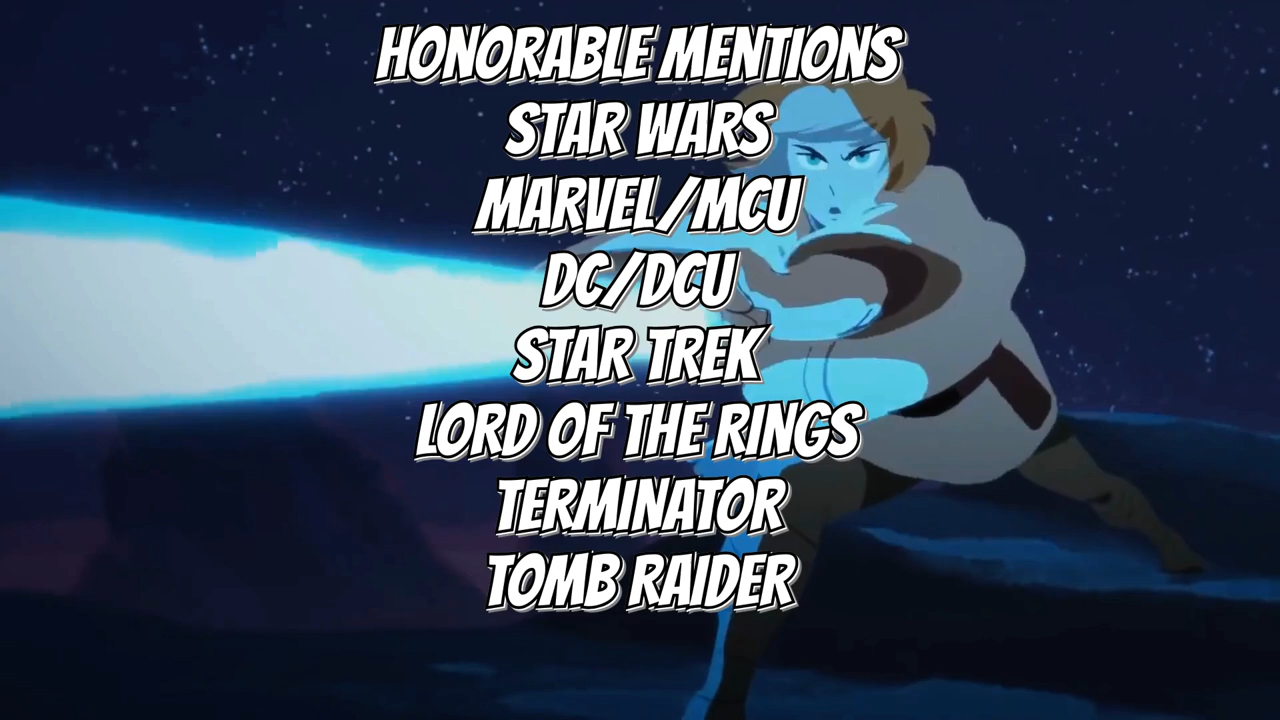 HONORABLE MENTIONS
STAR WARS
MARVEL/MCU
DC/DCU
STAR TREK
LORD OF THE RINGS
TERMINATOR
TOMB RAIDER